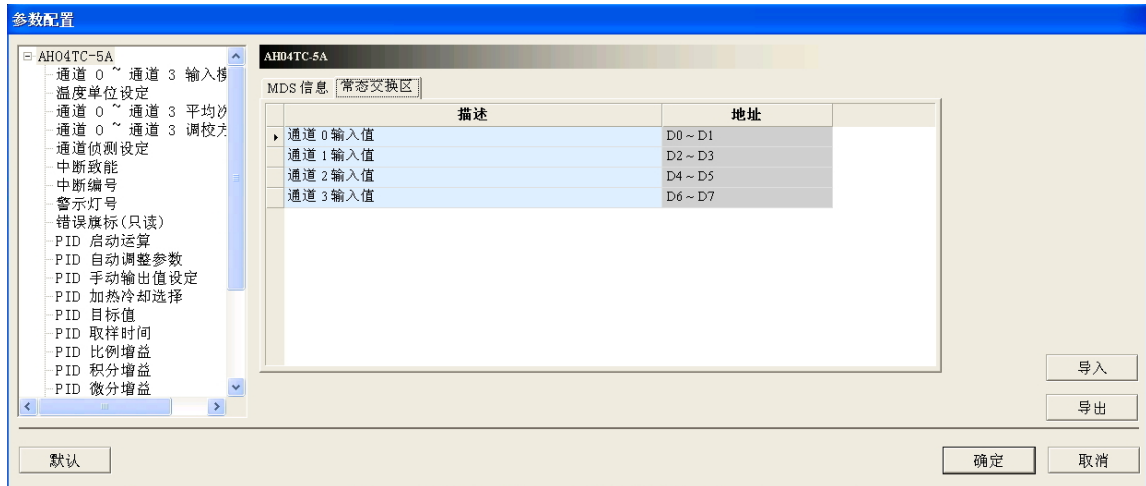 参数配置
AH04TC-5A
通道 0 ~ 通道 3 输入模
温度单位设定
通道 0 ~ 通道 3 平均次
通道 0 ~ 通道 3 调校方
通道侦测设定
中断致能
中断编号
警示灯号
错误旗标(只读)
PID 启动运算
PID 自动调整参数
PID 手动输出值设定
PID 加热冷却选择
PID 目标值
PID 取样时间
PID 比例增益
PID 积分增益
PID 微分增益
AH04TC-5A
MDS 信息 常态交换区
描述 地址
通道 0 输入值 D0 ~ D1
通道 1 输入值 D2 ~ D3
通道 2 输入值 D4 ~ D5
通道 3 输入值 D6 ~ D7
导入
导出
默认 确定 取消